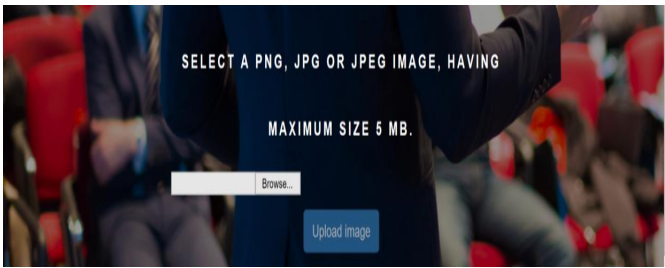 SELECT A PNG, JPG OR JPEG IMAGE, HAVING
MAXIMUM SIZE 5 MB.
Browse...
Upload image